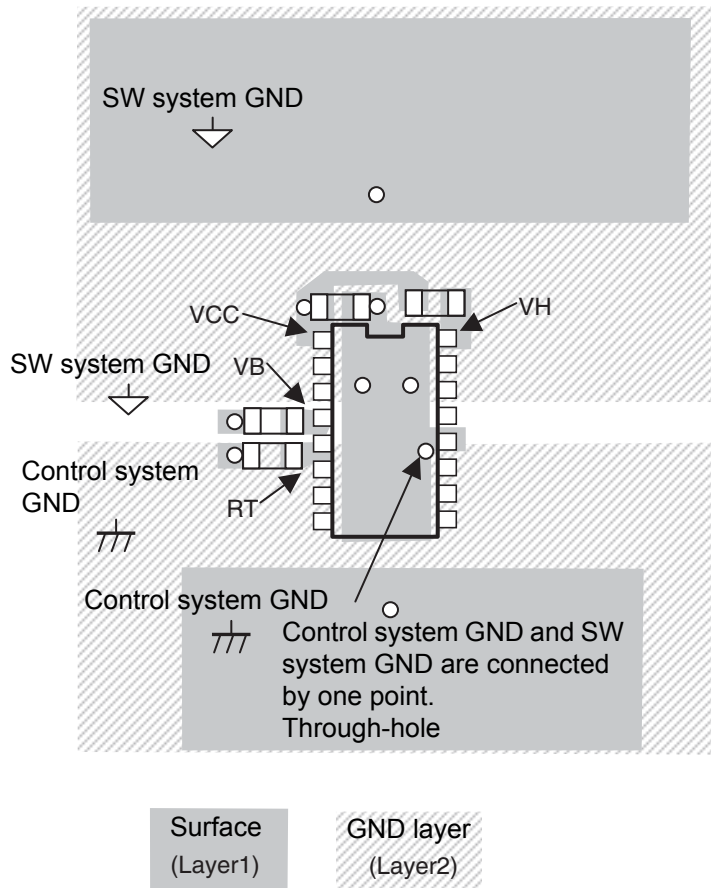 SW system GND
VCC
VH
SW system GND
VB
Control system
GND
RT
Control system GND
Control system GND and SW
system GND are connected
by one point.
Through-hole
Surface
(Layer1)
GND layer
(Layer2)